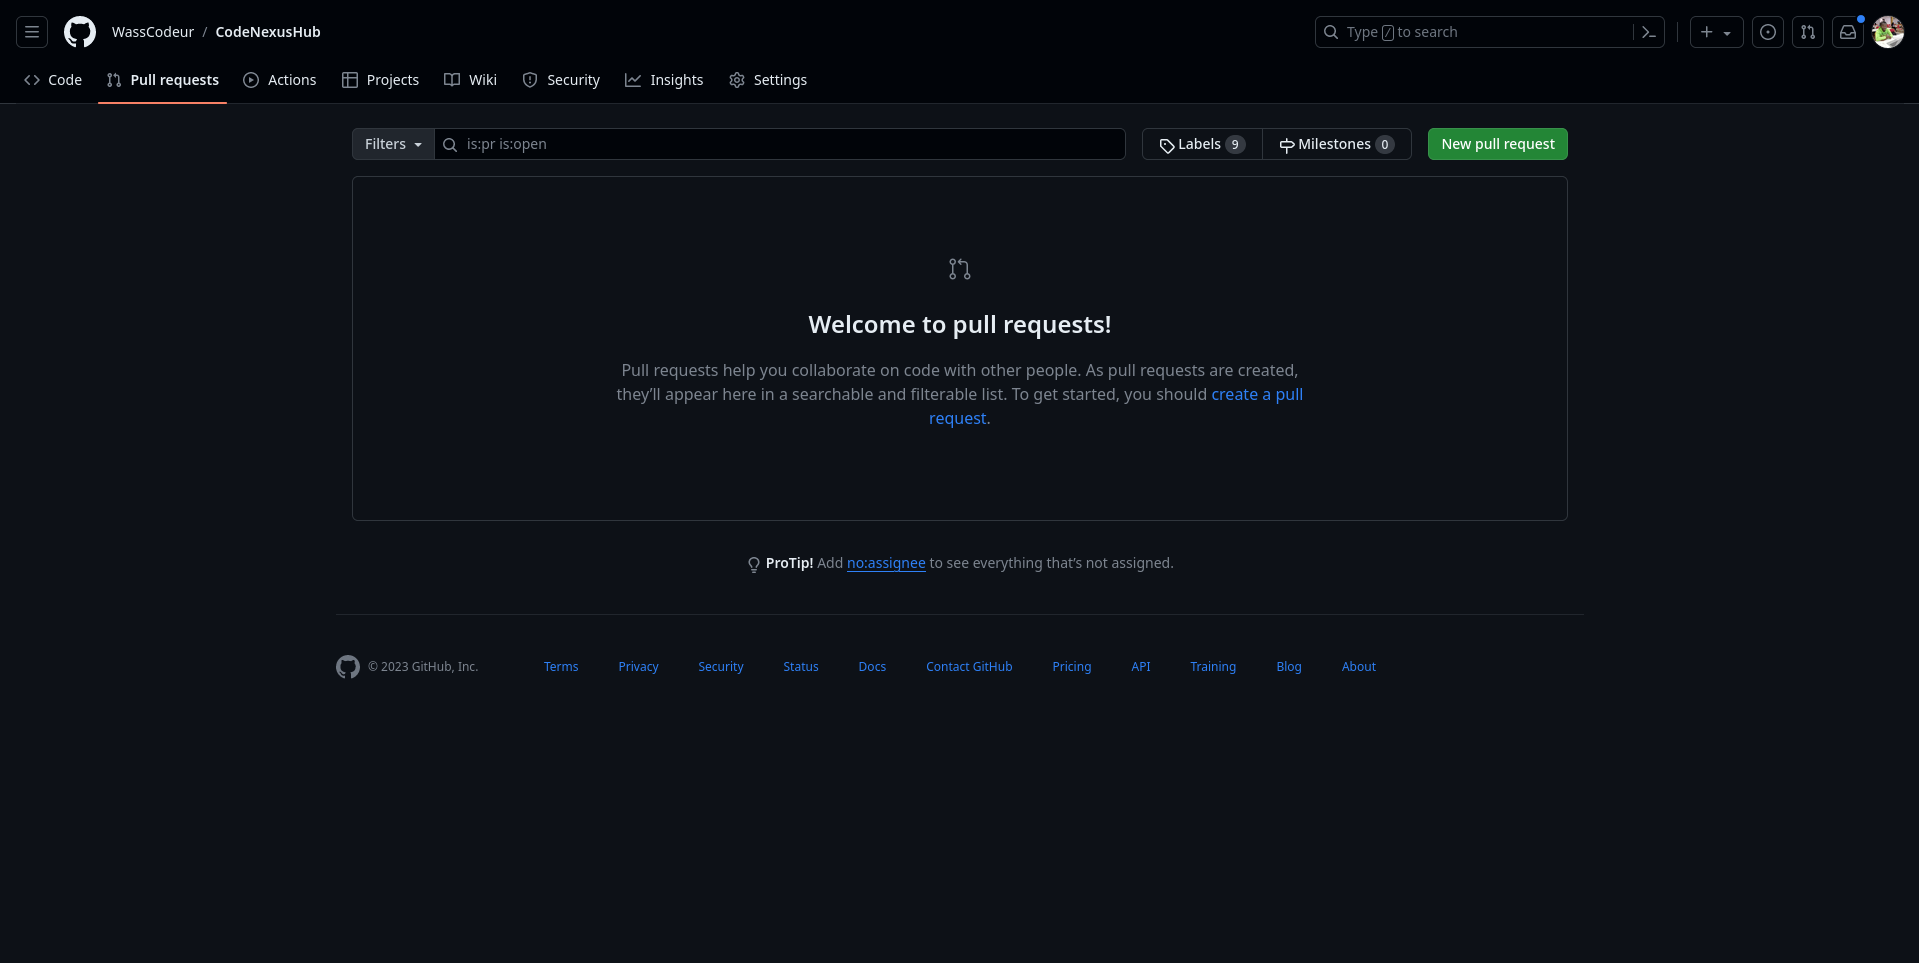 WassCodeur / CodeNexusHub
Type / to search
Code Pull requests Actions Projects Wiki Security Insights Settings
Filters is:pr is:open Labels 9 Milestones 0 New pull request
Welcome to pull requests!
Pull requests help you collaborate on code with other people. As pull requests are created,
they’ll appear here in a searchable and filterable list. To get started, you should create a pull
request.
ProTip! Add no:assignee to see everything that’s not assigned.
© 2023 GitHub, Inc. Terms Privacy Security Status Docs Contact GitHub Pricing API Training Blog About